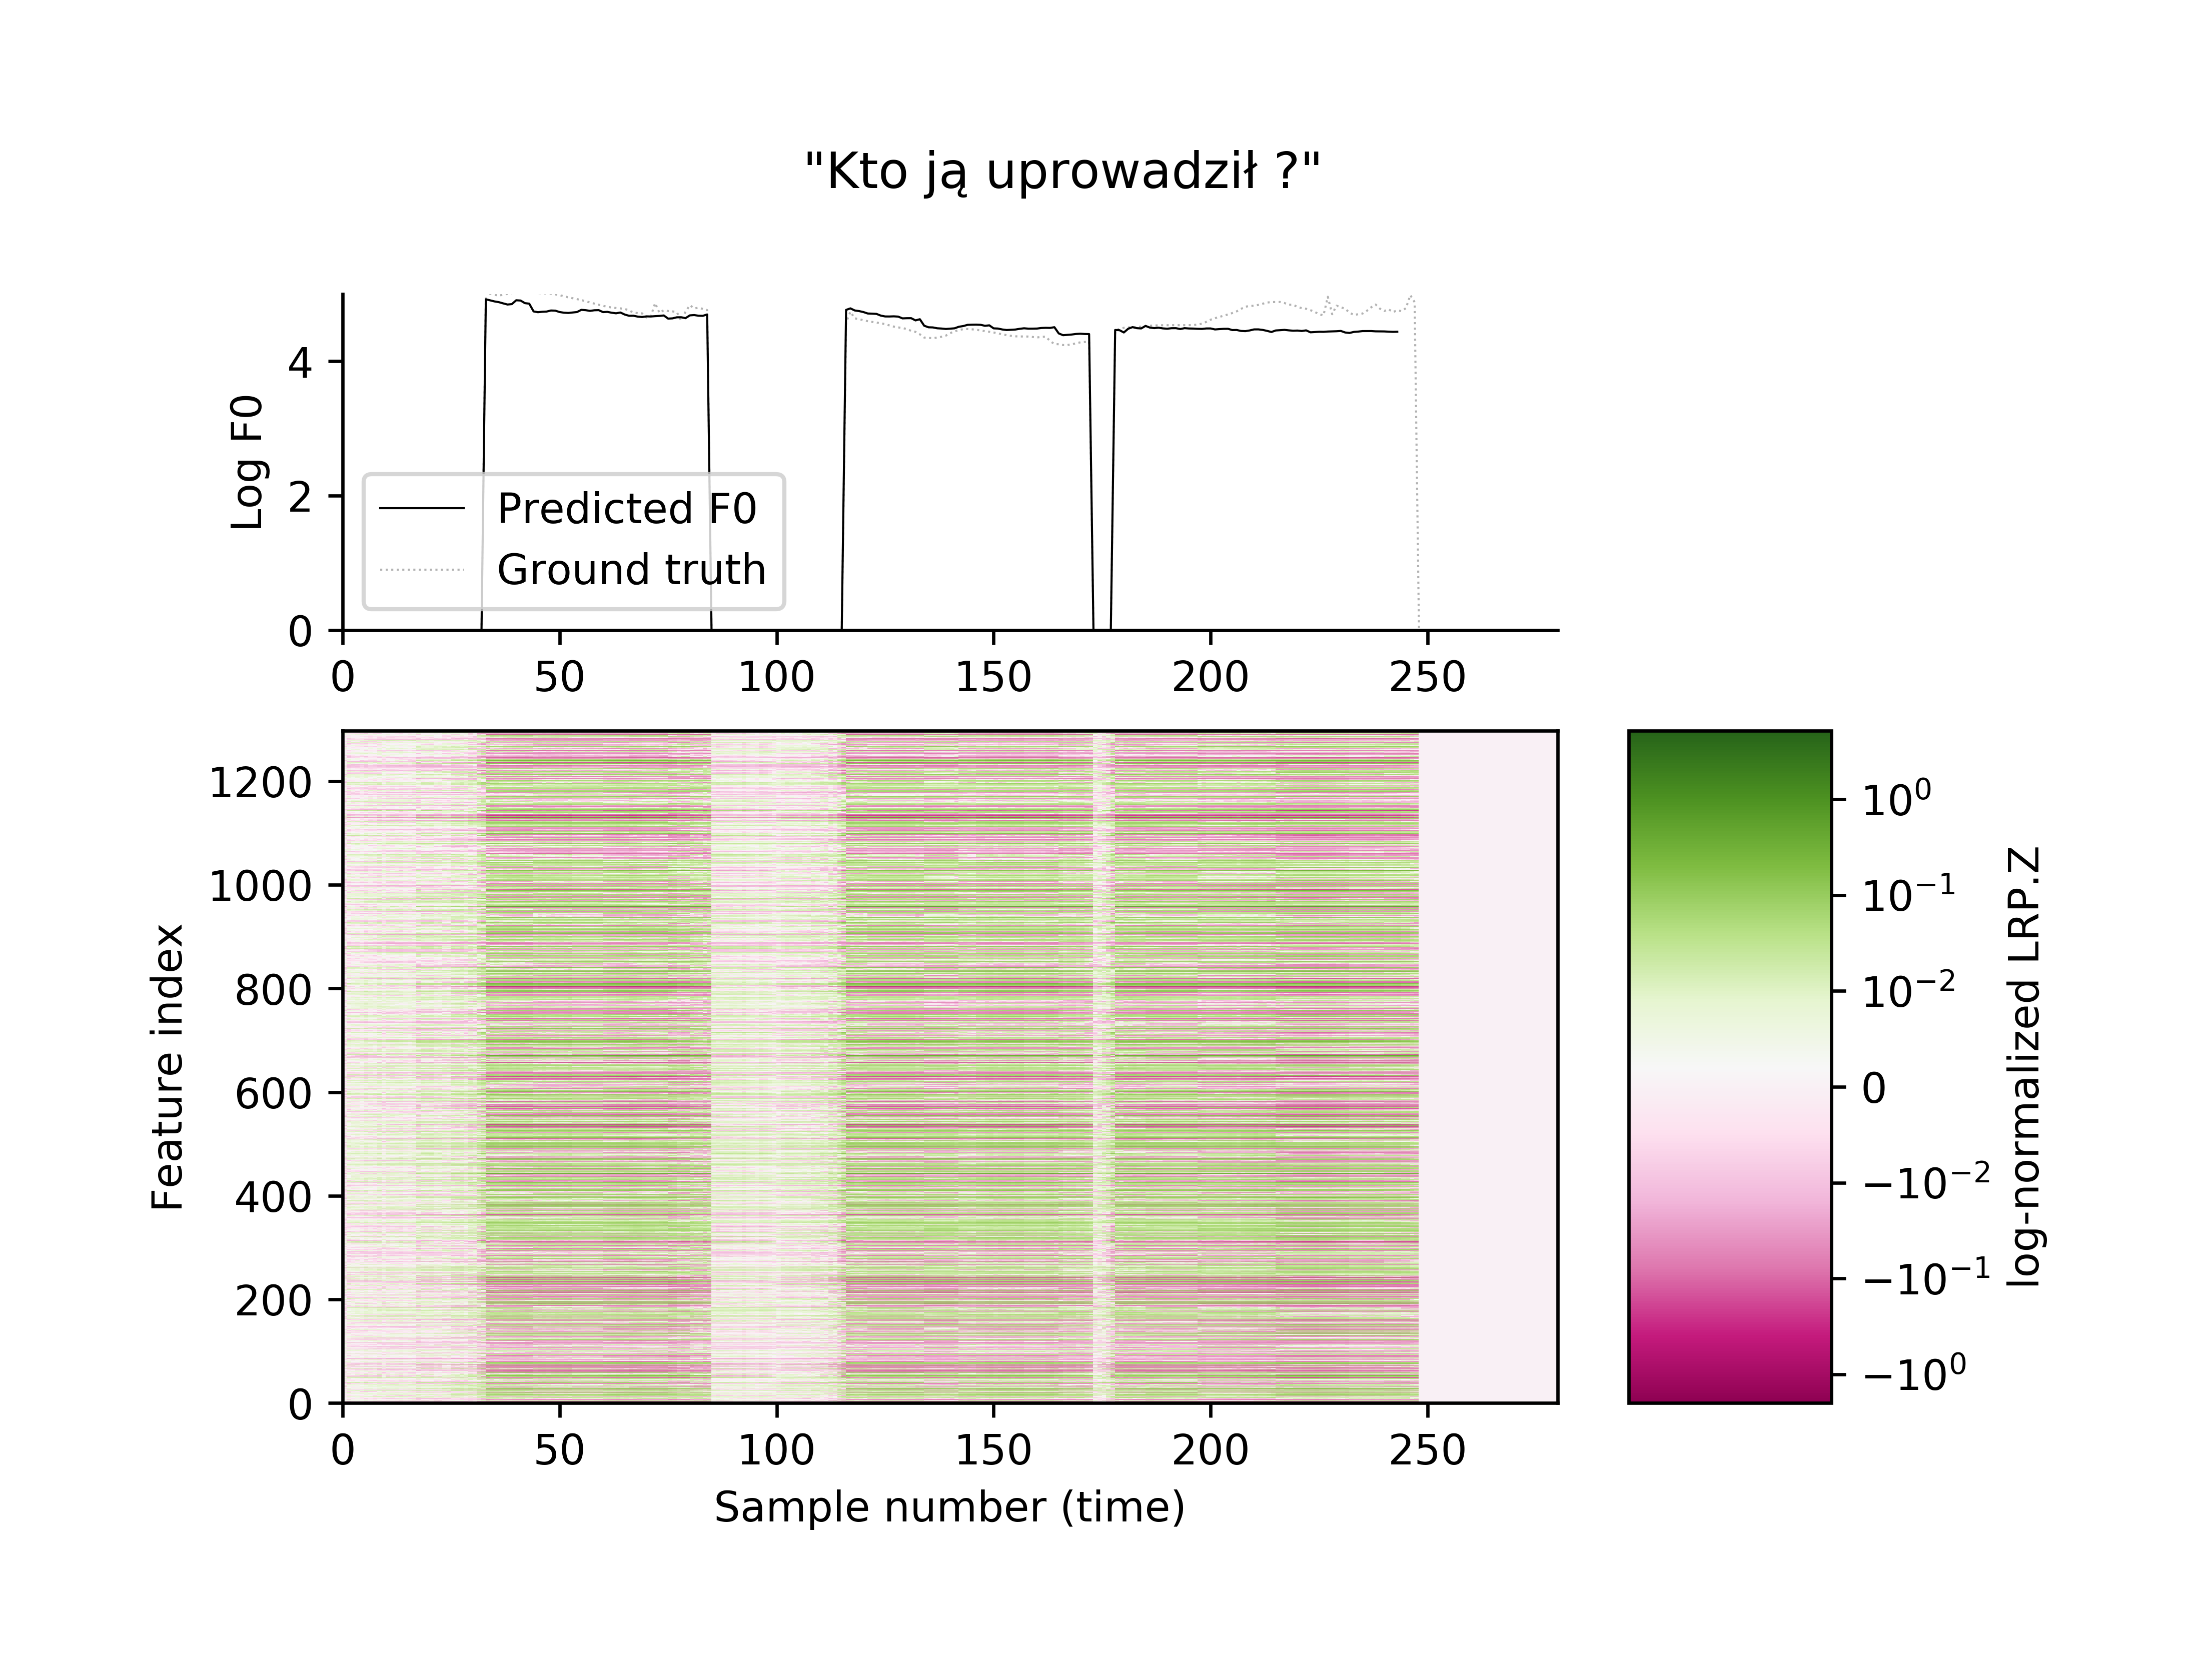 "Kto ją uprowadził ?"
Log F0
4
2
0
Predicted F0
Ground truth
0 50 100 150 200 250
Feature index
1200
1000
800
600
400
200
0
0 50 100 150 200 250
Sample number (time)
10⁰
10⁻¹
10⁻²
0
−10⁻²
−10⁻¹
−10⁰
log-normalized LRP.Z